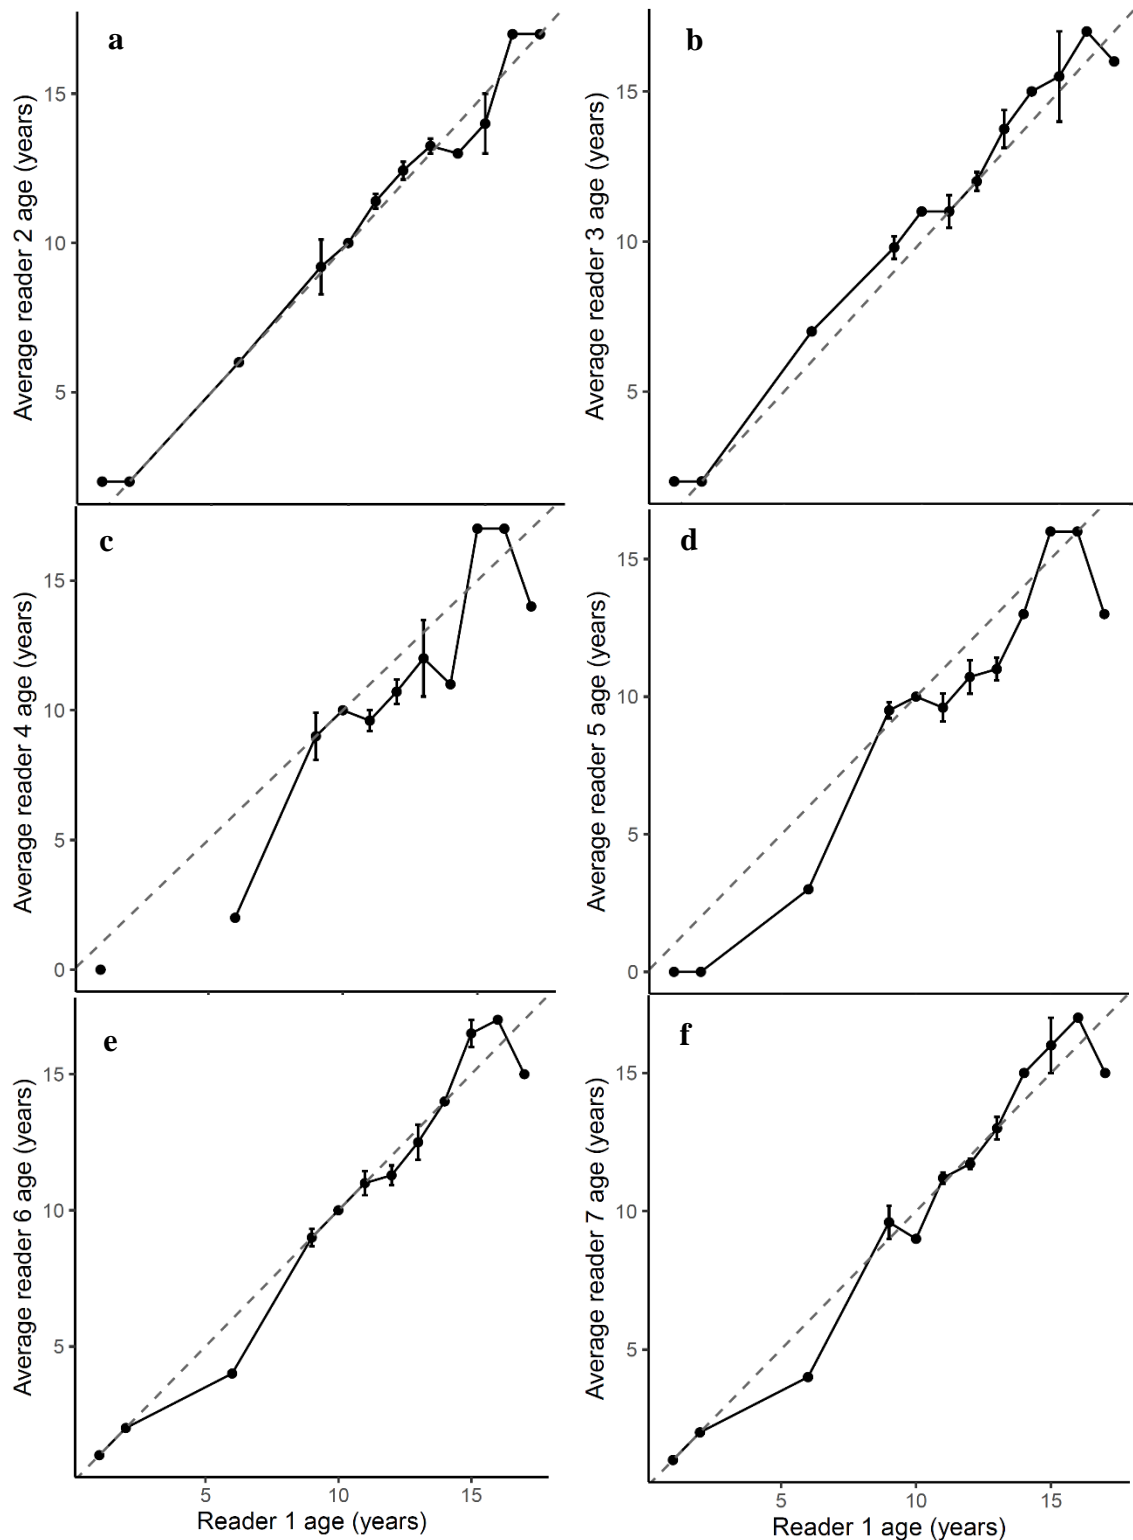 a
Average reader 2 age (years)
15
10
5
b
Average reader 3 age (years)
15
10
5
c
Average reader 4 age (years)
15
10
5
0
d
Average reader 5 age (years)
15
10
5
0
e
Average reader 6 age (years)
15
10
5
5
10
15
Reader 1 age (years)
f
Average reader 7 age (years)
15
10
5
5
10
15
Reader 1 age (years)